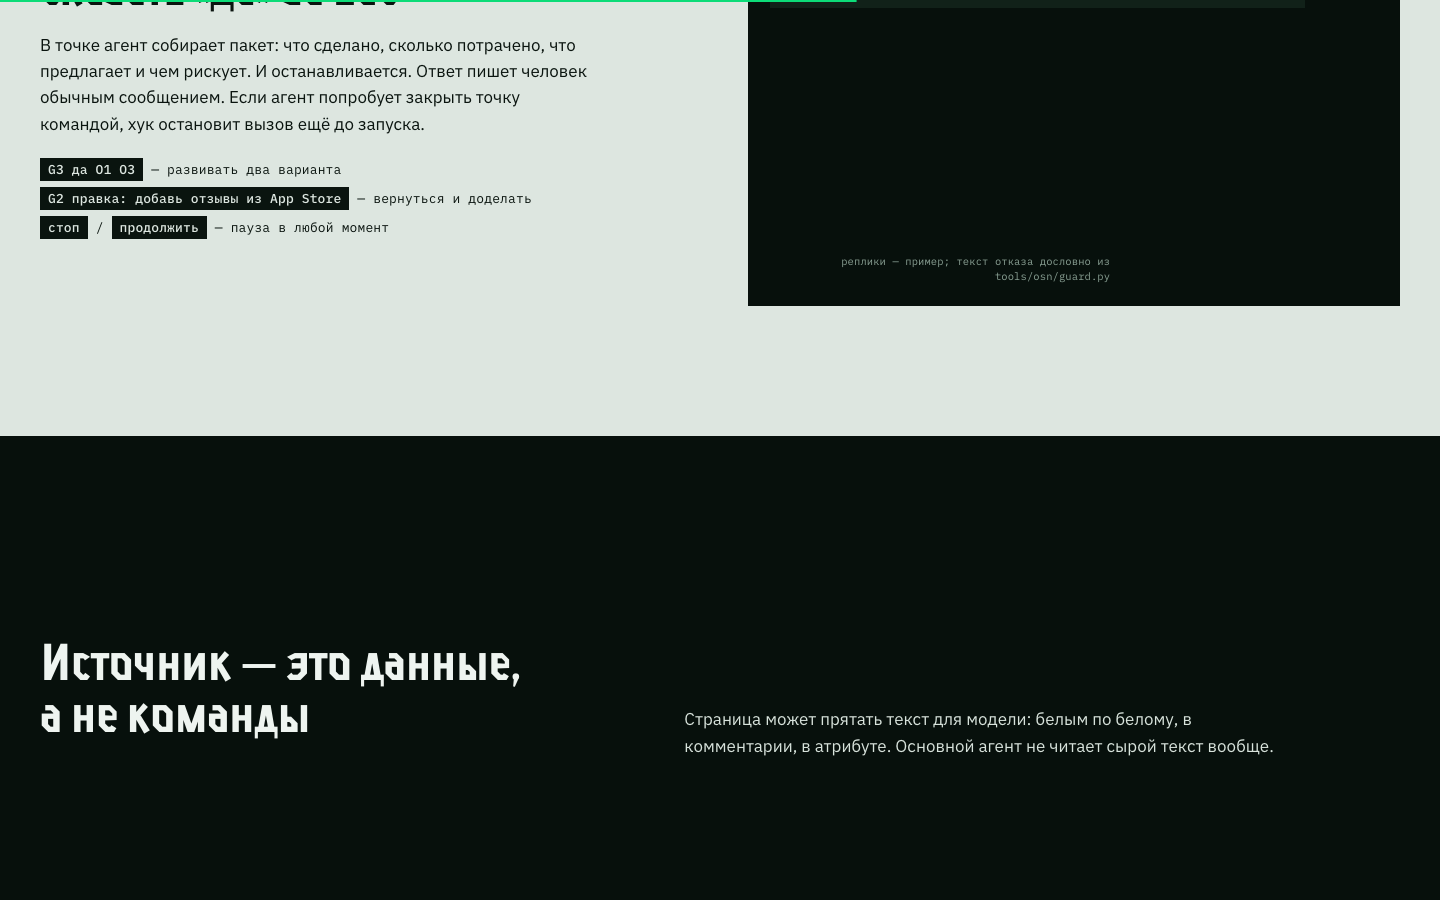 В точке агент собирает пакет: что сделано, сколько потрачено, что
предлагает и чем рискует. И останавливается. Ответ пишет человек
обычным сообщением. Если агент попробует закрыть точку
командой, хук остановит вызов ещё до запуска.
G3 да O1 O3 — развивать два варианта
G2 правка: добавь отзывы из App Store — вернуться и доделать
стоп / продолжить — пауза в любой момент
реплики — пример; текст отказа дословно из
tools/osn/guard.py
Источник — это данные,
а не команды
Страница может прятать текст для модели: белым по белому, в
комментарии, в атрибуте. Основной агент не читает сырой текст вообще.